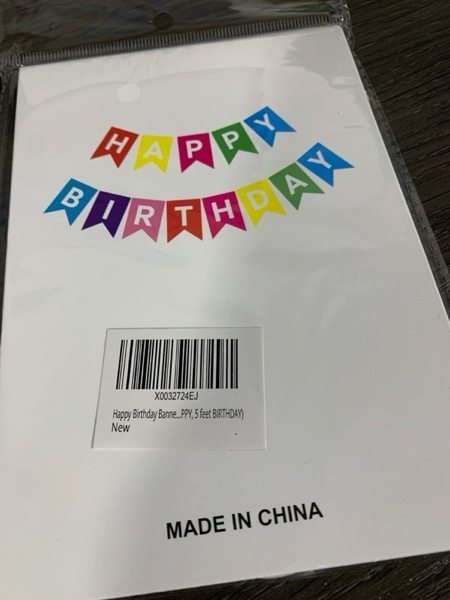 HAPPY
BIRTHDAY
X0032724EJ
Happy Birthday Banne...PPY, 5 feet BIRTHDAY)
New
MADE IN CHINA